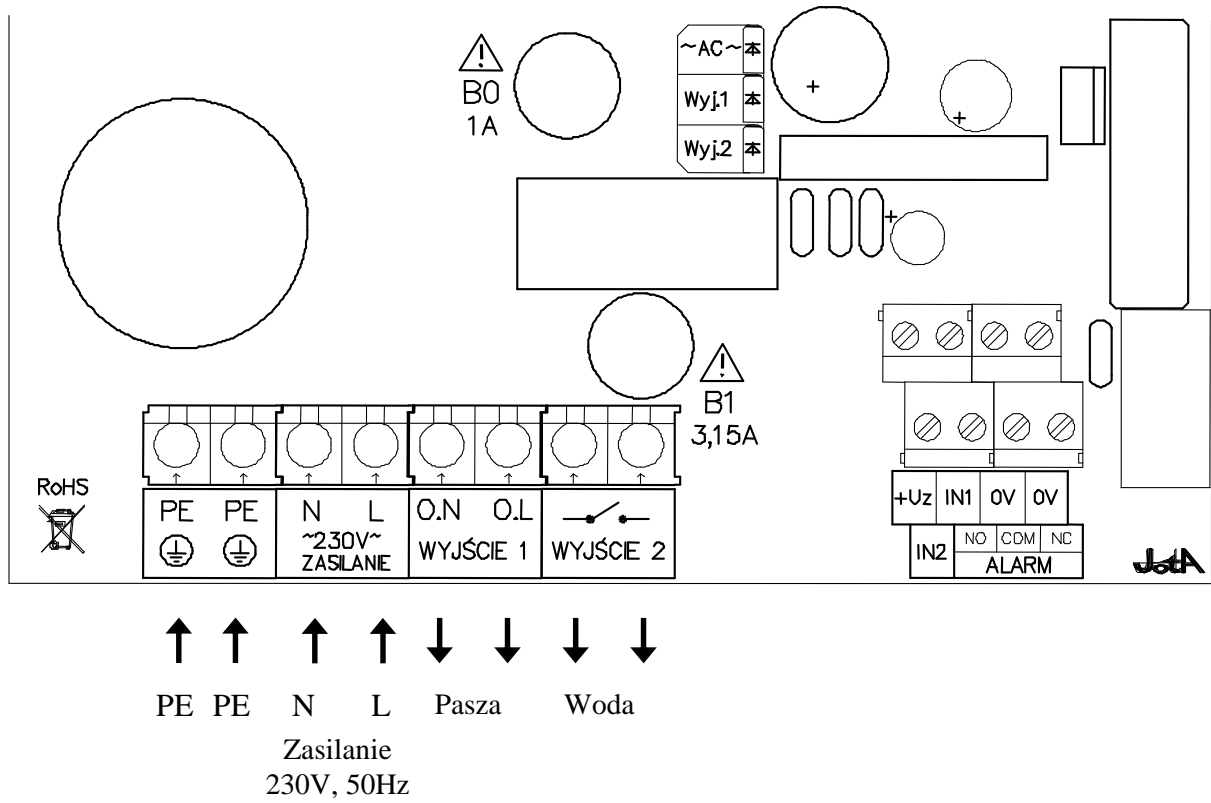 ~AC~
B0
1A
Wyj.1
Wyj.2
+
+
+
B1
3,15A
RoHS
PE PE N L O.N O.L
~230V~
ZASILANIE
WYJŚCIE 1
WYJŚCIE 2
+Uz IN1 0V 0V
IN2 NO COM NC
ALARM
JotA
PE PE N L Pasza Woda
Zasilanie
230V, 50Hz